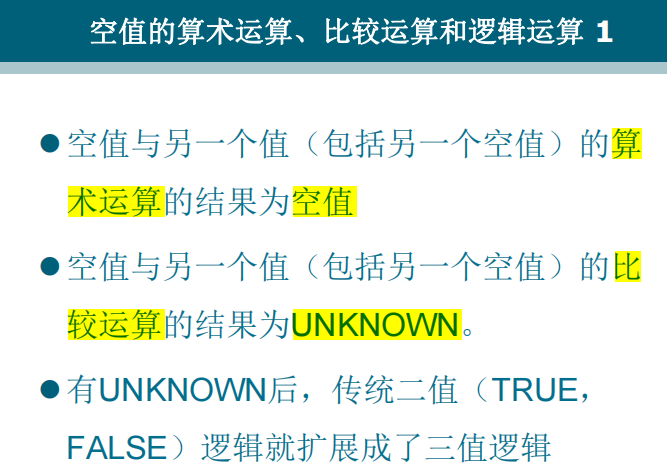 空值的算术运算、比较运算和逻辑运算 1
●空值与另一个值（包括另一个空值）的算
术运算的结果为空值
●空值与另一个值（包括另一个空值）的比
较运算的结果为UNKNOWN。
●有UNKNOWN后，传统二值（TRUE，
FALSE）逻辑就扩展成了三值逻辑